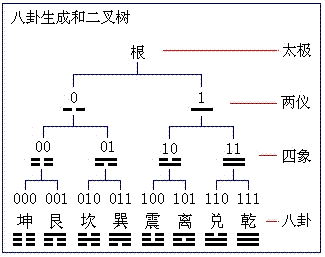 八卦生成和二叉树
根 太极
0 1 两仪
00 01 10 11 四象
000 001 010 011 100 101 110 111
坤 艮 坎 巽 震 离 兑 乾 八卦